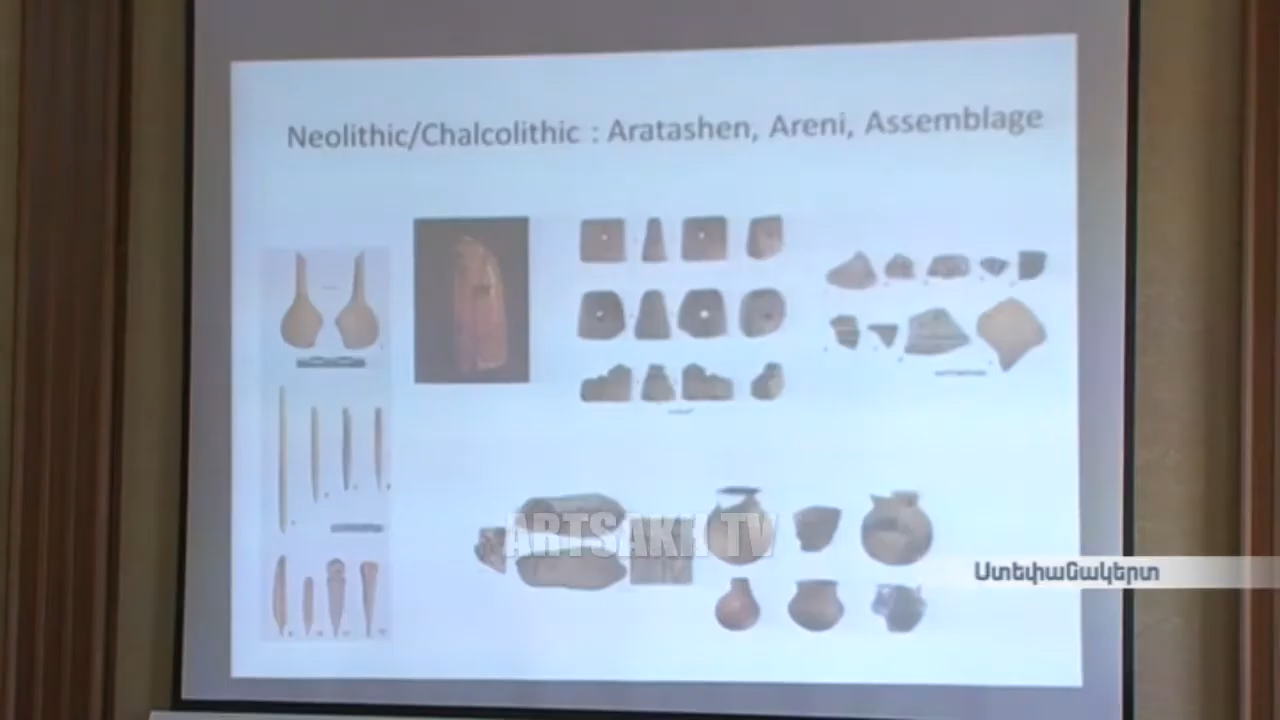 Neolithic/Chalcolithic : Aratashen, Areni, Assemblage
ARTSAKH TV
Ստեփանակերտ